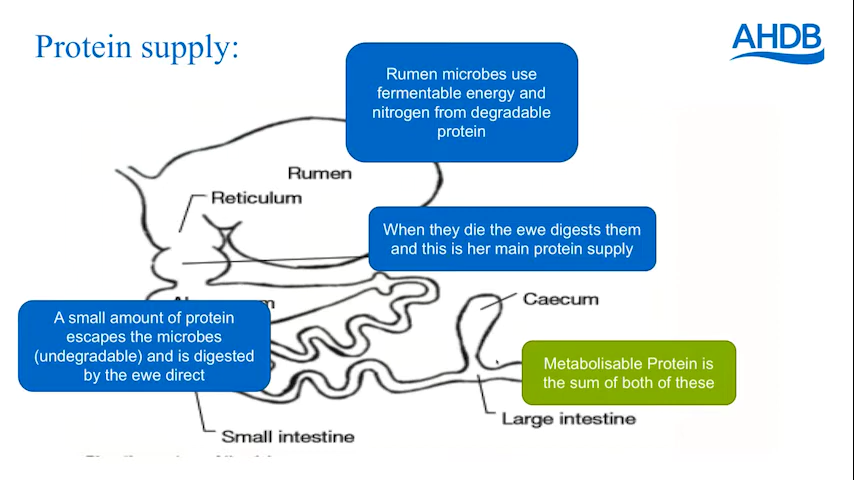 Protein supply:
AHDB
Rumen microbes use
fermentable energy and
nitrogen from degradable
protein
Rumen
Reticulum
When they die the ewe digests them
and this is her main protein supply
Caecum
A small amount of protein
escapes the microbes
(undegradable) and is digested
by the ewe direct
Metabolisable Protein is
the sum of both of these
Large intestine
Small intestine